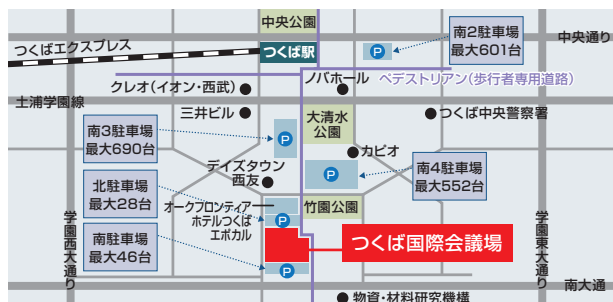 中央公園
南2駐車場
最大601台
中央通り
つくばエクスプレス
つくば駅
P
クレオ(イオン・西武)
ノバホール
ペデストリアン(歩行者専用道路)
土浦学園線
三井ビル
大清水
公園
つくば中央警察署
南3駐車場
最大690台
P
カピオ
デイズタウン
西友
P
南4駐車場
最大552台
北駐車場
最大28台
オークフロンティア
ホテルつくば
エポカル
P
竹園公園
つくば国際会議場
南駐車場
最大46台
P
学園西大通り
学園東大通り
南大通
物資・材料研究機構